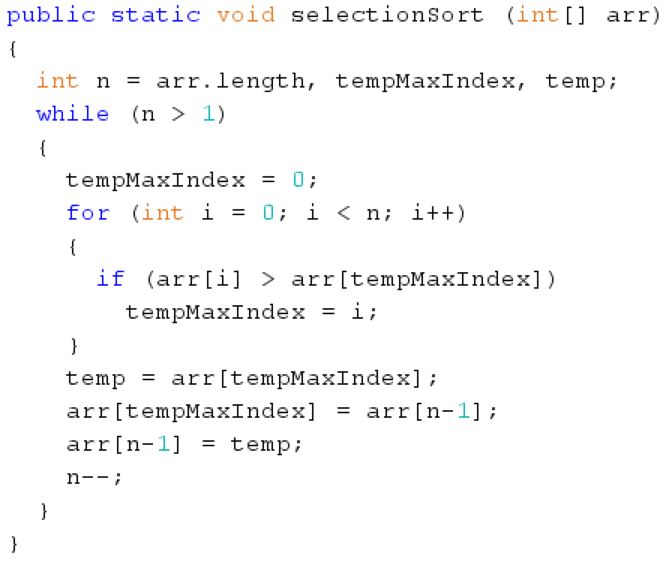 public static void selectionSort (int[] arr)
{
  int n = arr.length, tempMaxIndex, temp;
  while (n > 1)
  {
    tempMaxIndex = 0;
    for (int i = 0; i < n; i++)
    {
      if (arr[i] > arr[tempMaxIndex])
        tempMaxIndex = i;
    }
    temp = arr[tempMaxIndex];
    arr[tempMaxIndex] = arr[n-1];
    arr[n-1] = temp;
    n--;
  }
}